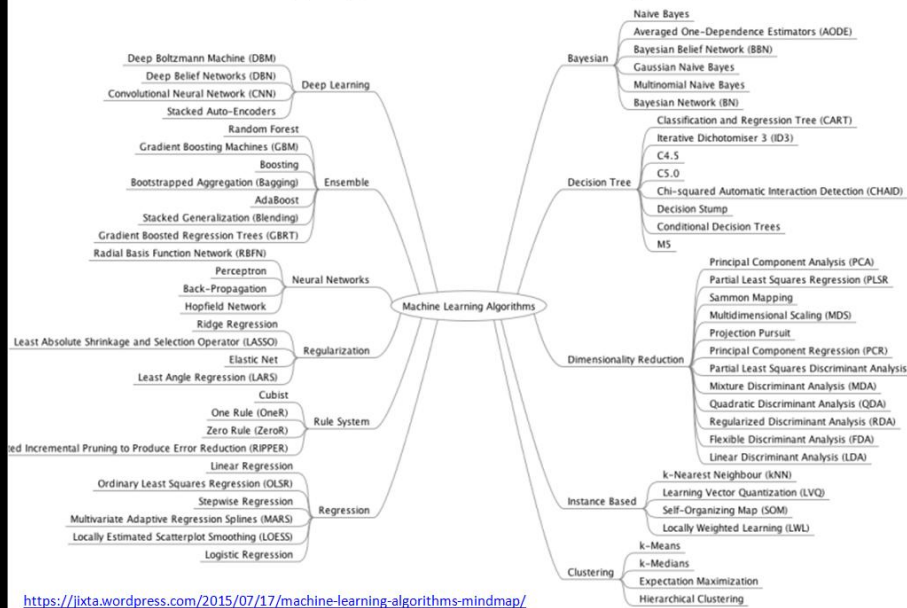 Deep Boltzmann Machine (DBM)
Deep Belief Networks (DBN)
Convolutional Neural Network (CNN)
Stacked Auto-Encoders
Deep Learning
Random Forest
Gradient Boosting Machines (GBM)
Boosting
Bootstrapped Aggregation (Bagging)
AdaBoost
Stacked Generalization (Blending)
Gradient Boosted Regression Trees (GBRT)
Ensemble
Radial Basis Function Network (RBFN)
Perceptron
Back-Propagation
Hopfield Network
Neural Networks
Ridge Regression
Least Absolute Shrinkage and Selection Operator (LASSO)
Elastic Net
Least Angle Regression (LARS)
Regularization
Cubist
One Rule (OneR)
Zero Rule (ZeroR)
ted Incremental Pruning to Produce Error Reduction (RIPPER)
Rule System
Linear Regression
Ordinary Least Squares Regression (OLSR)
Stepwise Regression
Multivariate Adaptive Regression Splines (MARS)
Locally Estimated Scatterplot Smoothing (LOESS)
Logistic Regression
Regression
Machine Learning Algorithms
Bayesian
Naive Bayes
Averaged One-Dependence Estimators (AODE)
Bayesian Belief Network (BBN)
Gaussian Naive Bayes
Multinomial Naive Bayes
Bayesian Network (BN)
Decision Tree
Classification and Regression Tree (CART)
Iterative Dichotomiser 3 (ID3)
C4.5
C5.0
Chi-squared Automatic Interaction Detection (CHAID)
Decision Stump
Conditional Decision Trees
M5
Dimensionality Reduction
Principal Component Analysis (PCA)
Partial Least Squares Regression (PLSR
Sammon Mapping
Multidimensional Scaling (MDS)
Projection Pursuit
Principal Component Regression (PCR)
Partial Least Squares Discriminant Analysis
Mixture Discriminant Analysis (MDA)
Quadratic Discriminant Analysis (QDA)
Regularized Discriminant Analysis (RDA)
Flexible Discriminant Analysis (FDA)
Linear Discriminant Analysis (LDA)
Instance Based
k-Nearest Neighbour (kNN)
Learning Vector Quantization (LVQ)
Self-Organizing Map (SOM)
Locally Weighted Learning (LWL)
Clustering
k-Means
k-Medians
Expectation Maximization
Hierarchical Clustering
https://jixta.wordpress.com/2015/07/17/machine-learning-algorithms-mindmap/